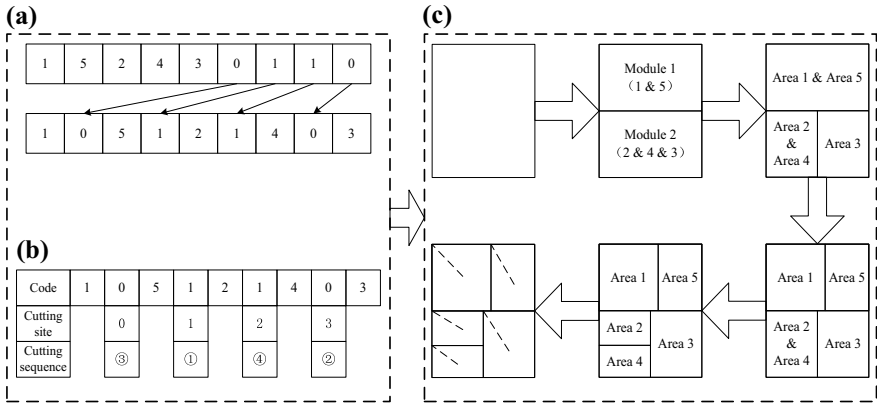 (a)
1 5 2 4 3 0 1 1 0
1 0 5 1 2 1 4 0 3
(b)
Code 1 0 5 1 2 1 4 0 3
Cutting
site 0 1 2 3
Cutting
sequence ③ ① ④ ②
(c)
Module 1
(1 & 5)
Module 2
(2 & 4 & 3)
Area 1 & Area 5
Area 2
&
Area 4
Area 3
Area 1
Area 5
Area 2
&
Area 4
Area 3
Area 1
Area 5
Area 2
Area 4
Area 3